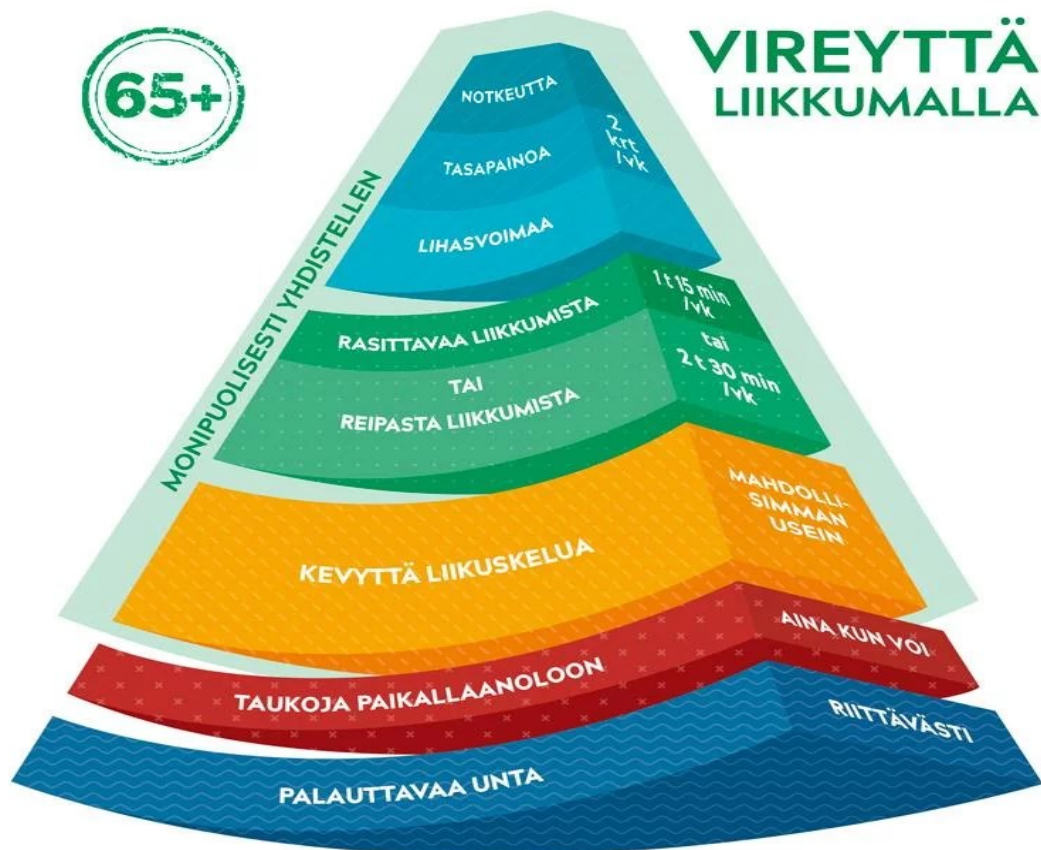 65+
VIREYTTÄ
LIIKKUMALLA
MONIPUOLISESTI YHDISTELLEN
NOTKEUTTA
TASAPAINOA
LIHASVOIMAA
2
krt
/vk
RASITTAVAA LIIKKUMISTA
1 t 15 min
/vk
TAI
REIPASTA LIIKKUMISTA
tai
2 t 30 min
/vk
KEVYTTÄ LIIKUSKELUA
MAHDOLLI-
SIMMAN
USEIN
TAUKOJA PAIKALLAANOLOON
AINA KUN VOI
PALAUTTAVAA UNTA
RIITTÄVÄSTI